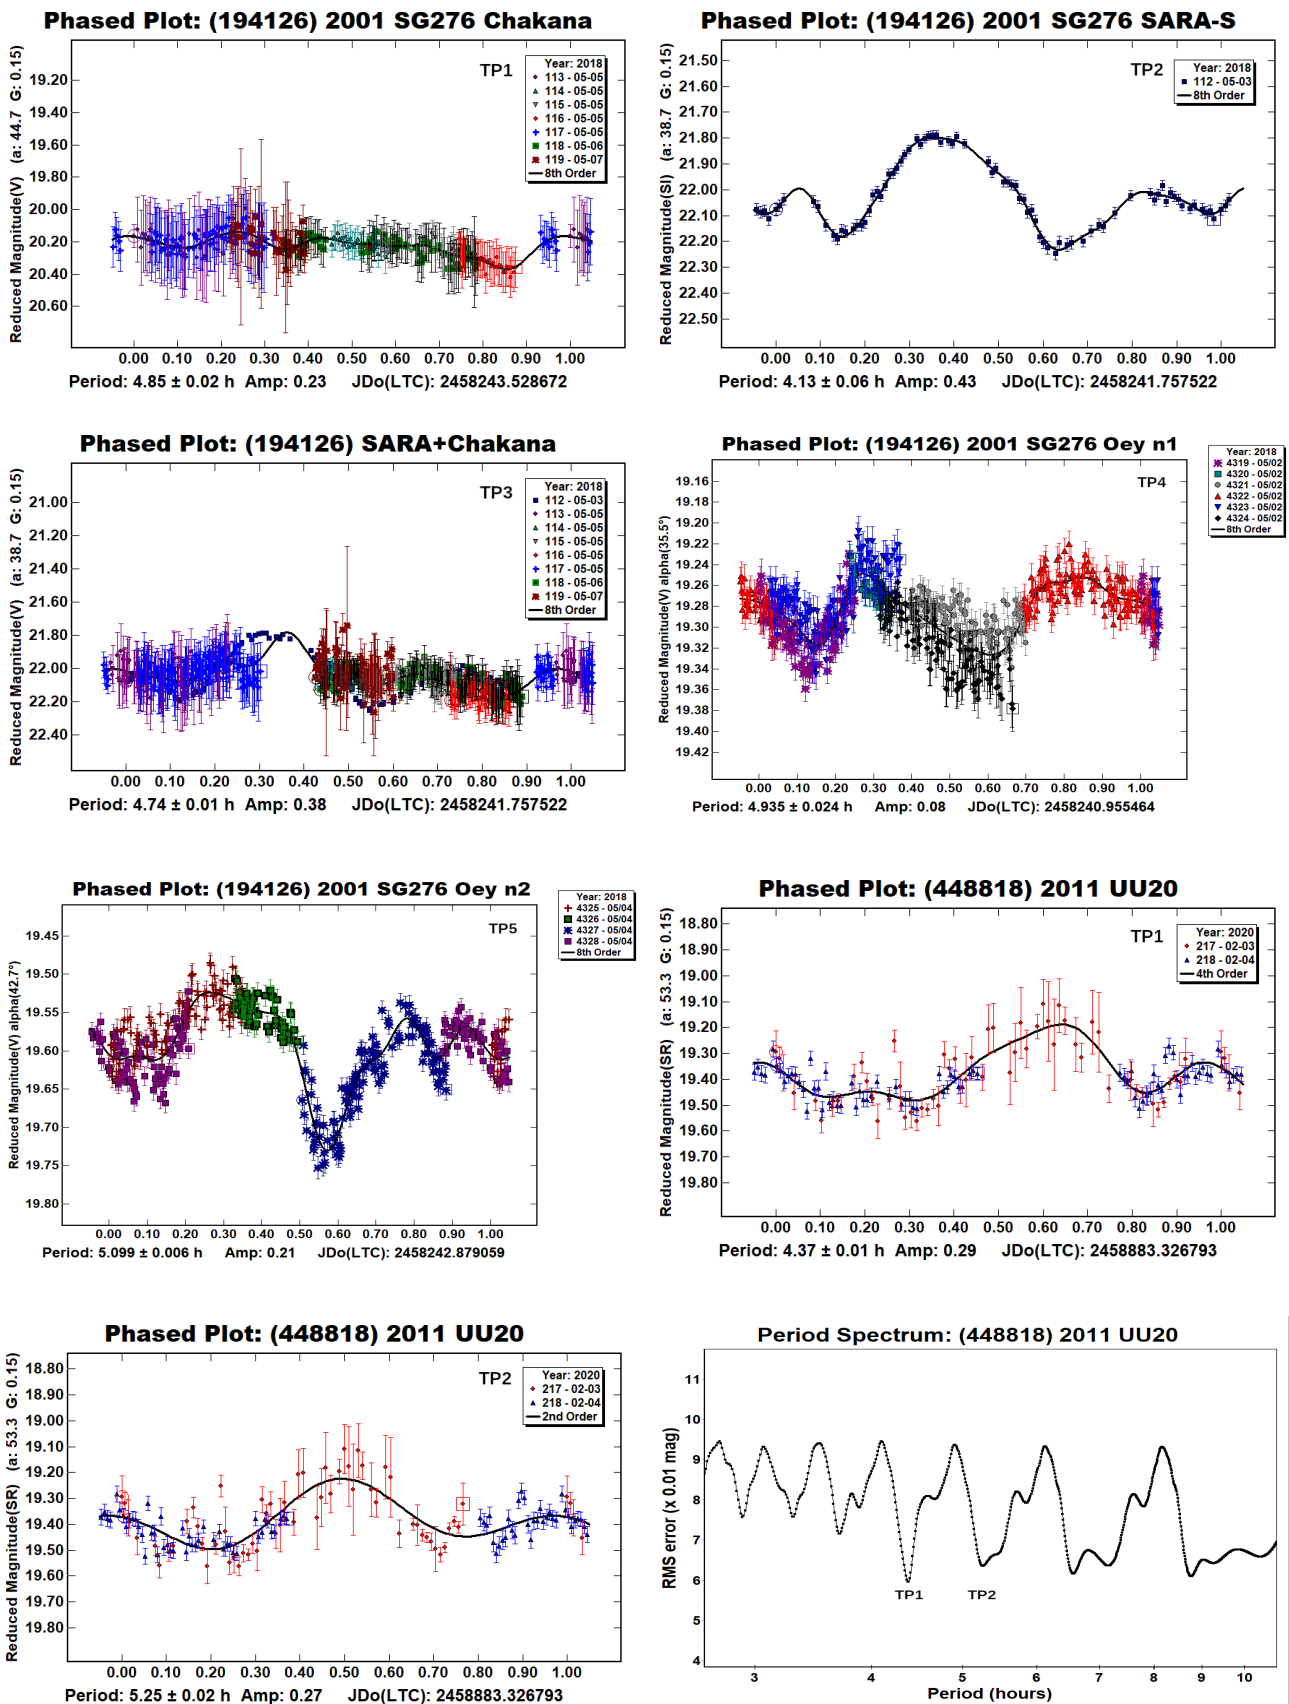 Phased Plot: (194126) 2001 SG276 Chakana
TP1
Year: 2018
113 - 05-05
114 - 05-05
115 - 05-05
116 - 05-05
117 - 05-05
118 - 05-06
119 - 05-07
8th Order
Reduced Magnitude(V) (a: 44.7 G: 0.15)
19.20
19.40
19.60
19.80
20.00
20.20
20.40
20.60
0.00 0.10 0.20 0.30 0.40 0.50 0.60 0.70 0.80 0.90 1.00
Period: 4.85 ± 0.02 h Amp: 0.23 JDo(LTC): 2458243.528672
Phased Plot: (194126) 2001 SG276 SARA-S
TP2
Year: 2018
112 - 05-03
8th Order
Reduced Magnitude(SI) (a: 38.7 G: 0.15)
21.50
21.60
21.70
21.80
21.90
22.00
22.10
22.20
22.30
22.40
22.50
0.00 0.10 0.20 0.30 0.40 0.50 0.60 0.70 0.80 0.90 1.00
Period: 4.13 ± 0.06 h Amp: 0.43 JDo(LTC): 2458241.757522
Phased Plot: (194126) SARA+Chakana
TP3
Year: 2018
112 - 05-03
113 - 05-05
114 - 05-05
115 - 05-05
116 - 05-05
117 - 05-05
118 - 05-06
119 - 05-07
8th Order
Reduced Magnitude(V) (a: 38.7 G: 0.15)
21.00
21.20
21.40
21.60
21.80
22.00
22.20
22.40
0.00 0.10 0.20 0.30 0.40 0.50 0.60 0.70 0.80 0.90 1.00
Period: 4.74 ± 0.01 h Amp: 0.38 JDo(LTC): 2458241.757522
Phased Plot: (194126) 2001 SG276 Oey n1
TP4
Year: 2018
4319 - 05/02
4320 - 05/02
4321 - 05/02
4322 - 05/02
4323 - 05/02
4324 - 05/02
8th Order
Reduced Magnitude(V) alpha(35.5°)
19.16
19.18
19.20
19.22
19.24
19.26
19.28
19.30
19.32
19.34
19.36
19.38
19.40
19.42
0.00 0.10 0.20 0.30 0.40 0.50 0.60 0.70 0.80 0.90 1.00
Period: 4.935 ± 0.024 h Amp: 0.08 JDo(LTC): 2458240.955464
Phased Plot: (194126) 2001 SG276 Oey n2
TP5
Year: 2018
4325 - 05/04
4326 - 05/04
4327 - 05/04
4328 - 05/04
8th Order
Reduced Magnitude(V) alpha(42.7°)
19.45
19.50
19.55
19.60
19.65
19.70
19.75
19.80
0.00 0.10 0.20 0.30 0.40 0.50 0.60 0.70 0.80 0.90 1.00
Period: 5.099 ± 0.006 h Amp: 0.21 JDo(LTC): 2458242.879059
Phased Plot: (448818) 2011 UU20
TP1
Year: 2020
217 - 02-03
218 - 02-04
4th Order
Reduced Magnitude(SR) (a: 53.3 G: 0.15)
18.80
18.90
19.00
19.10
19.20
19.30
19.40
19.50
19.60
19.70
19.80
0.00 0.10 0.20 0.30 0.40 0.50 0.60 0.70 0.80 0.90 1.00
Period: 4.37 ± 0.01 h Amp: 0.29 JDo(LTC): 2458883.326793
Phased Plot: (448818) 2011 UU20
TP2
Year: 2020
217 - 02-03
218 - 02-04
2nd Order
Reduced Magnitude(SR) (a: 53.3 G: 0.15)
18.80
18.90
19.00
19.10
19.20
19.30
19.40
19.50
19.60
19.70
19.80
0.00 0.10 0.20 0.30 0.40 0.50 0.60 0.70 0.80 0.90 1.00
Period: 5.25 ± 0.02 h Amp: 0.27 JDo(LTC): 2458883.326793
Period Spectrum: (448818) 2011 UU20
RMS error (x 0.01 mag)
11
9
9
8
7
6
5
4
TP1 TP2
3 4 5 6 7 8 9 10
Period (hours)